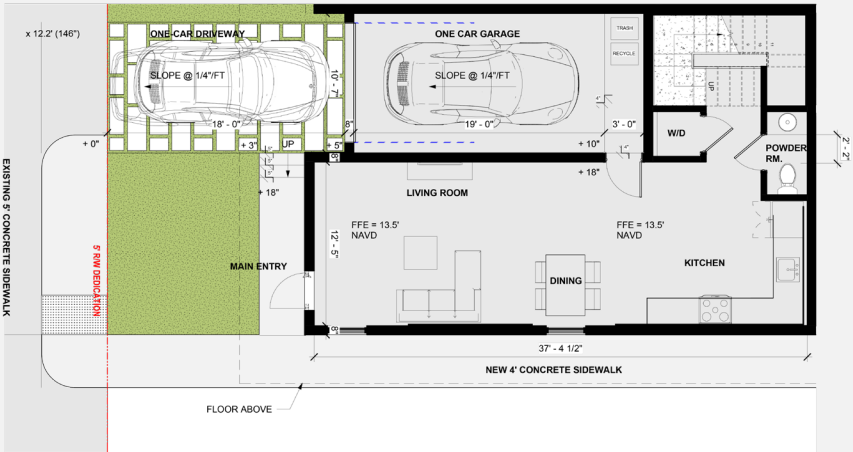 x 12.2' (146")
ONE-CAR DRIVEWAY
ONE CAR GARAGE
TRASH
RECYCLE
SLOPE @ 1/4"/FT
SLOPE @ 1/4"/FT
10' - 7"
UP
18' - 0"
8"
19' - 0"
3' - 0"
W/D
POWDER
RM.
2' - 2"
+ 0"
+ 3"
UP
+ 5"
+ 10"
8"
+ 18"
+ 18"
LIVING ROOM
FFE = 13.5'
NAVD
FFE = 13.5'
NAVD
12' - 5"
EXISTING 5' CONCRETE SIDEWALK
5' R/W DEDICATION
MAIN ENTRY
DINING
KITCHEN
8"
37' - 4 1/2"
NEW 4' CONCRETE SIDEWALK
FLOOR ABOVE